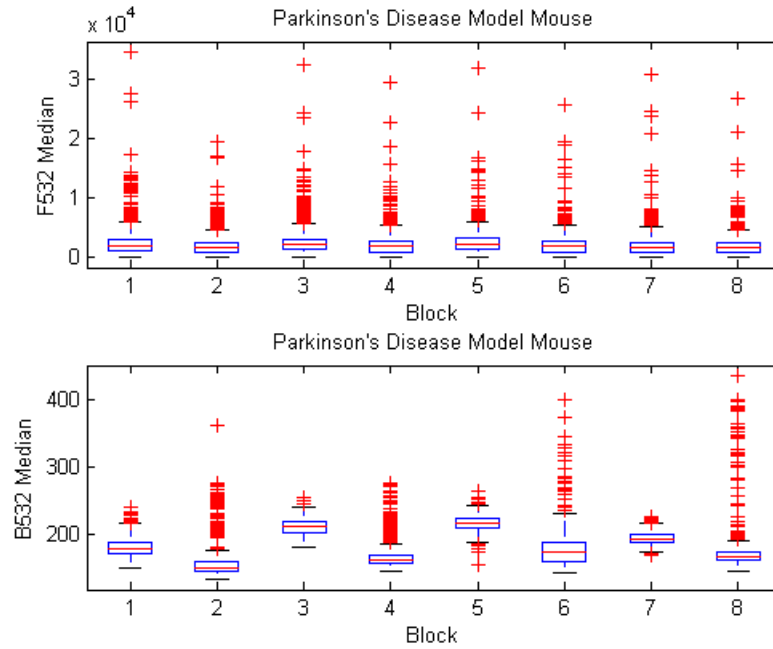 Parkinson's Disease Model Mouse
x 10^4
3
2
1
0
F532 Median
1 2 3 4 5 6 7 8
Block
Parkinson's Disease Model Mouse
400
300
200
B532 Median
1 2 3 4 5 6 7 8
Block